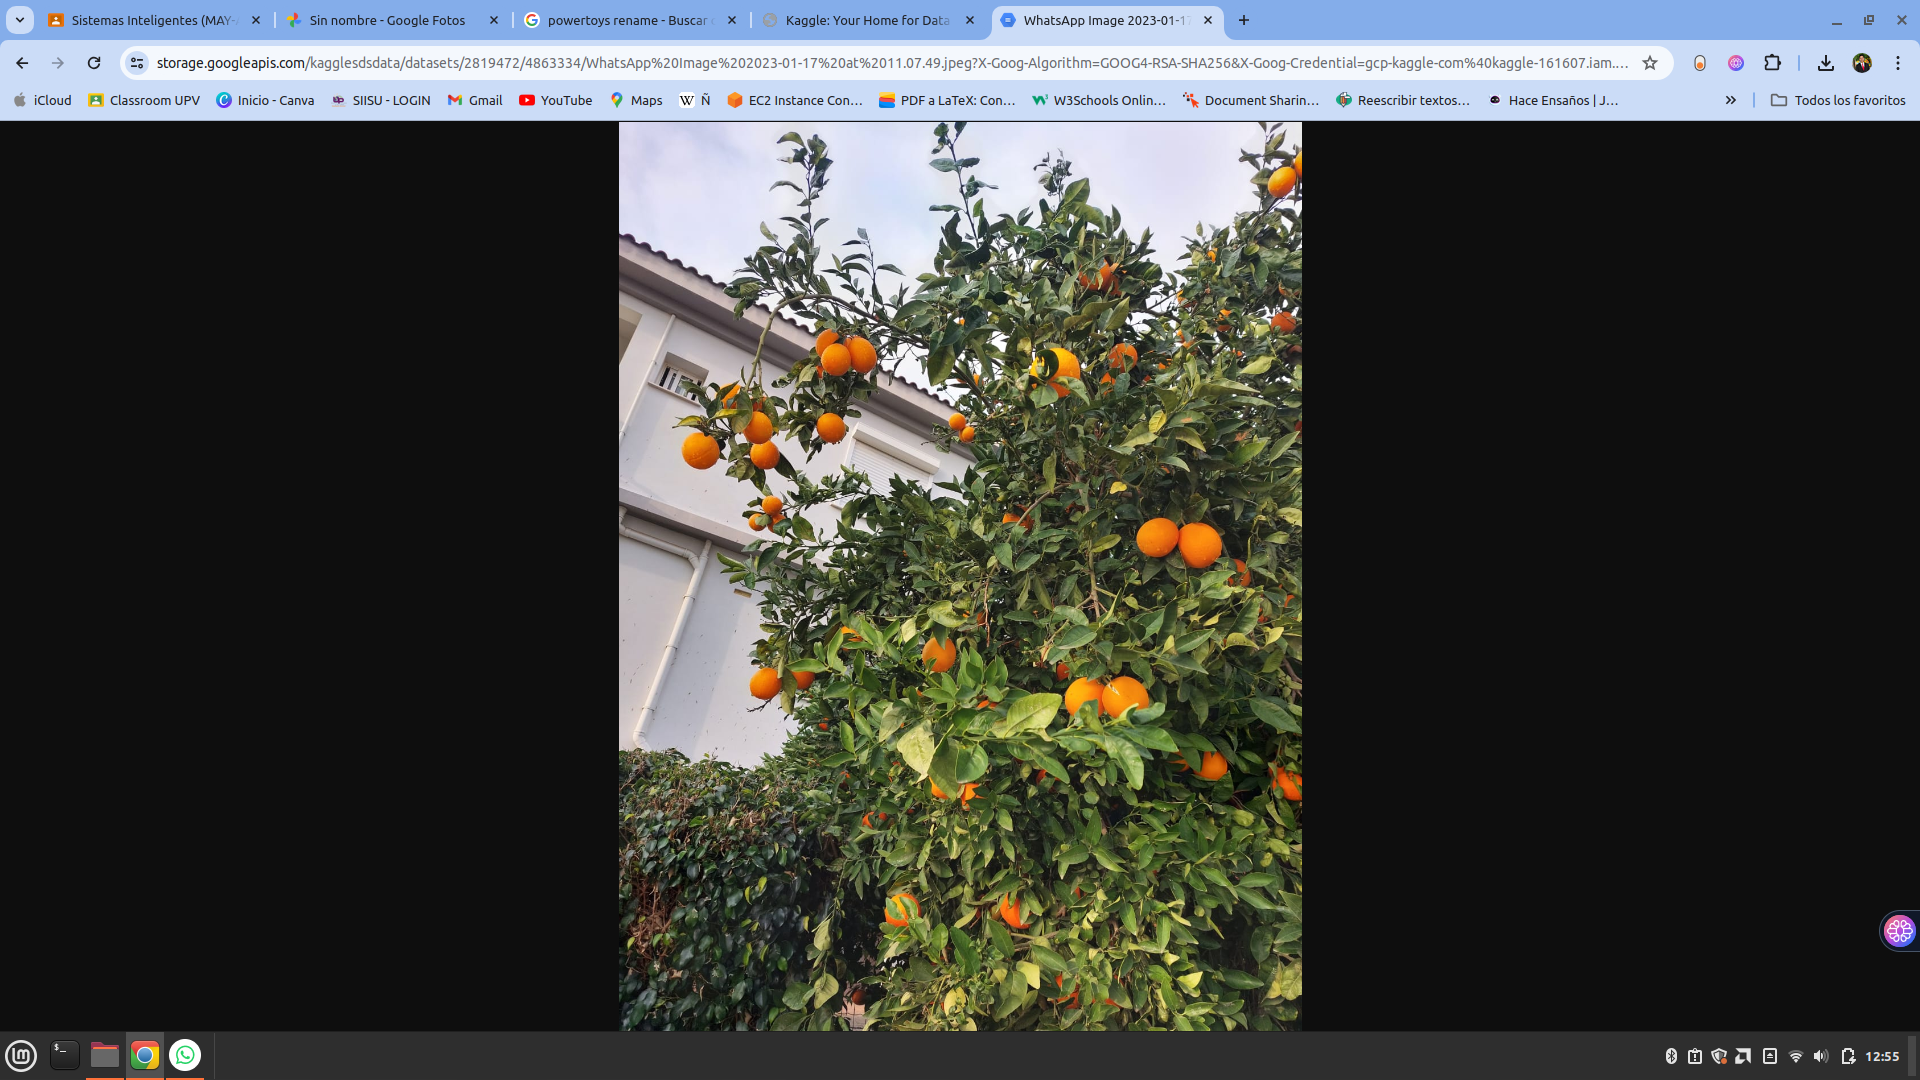 Sistemas Inteligentes (MAY-A
Sin nombre - Google Fotos
powertoys rename - Buscar c
Kaggle: Your Home for Data
WhatsApp Image 2023-01-17
storage.googleapis.com/kagglesdsdata/datasets/2819472/4863334/WhatsApp%20Image%202023-01-17%20at%2011.07.49.jpeg?X-Goog-Algorithm=GOOG4-RSA-SHA256&X-Goog-Credential=gcp-kaggle-com%40kaggle-161607.iam....
iCloud
Classroom UPV
Inicio - Canva
SIISU - LOGIN
Gmail
YouTube
Maps
W Ñ
EC2 Instance Con...
PDF a LaTeX: Con...
W3Schools Onlin...
Document Sharin...
Reescribir textos...
Hace Ensaños | J...
Todos los favoritos
12:55